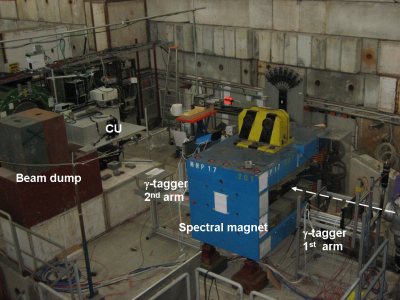 CU
Beam dump
γ-tagger
2nd arm
Spectral magnet
γ-tagger
1st arm